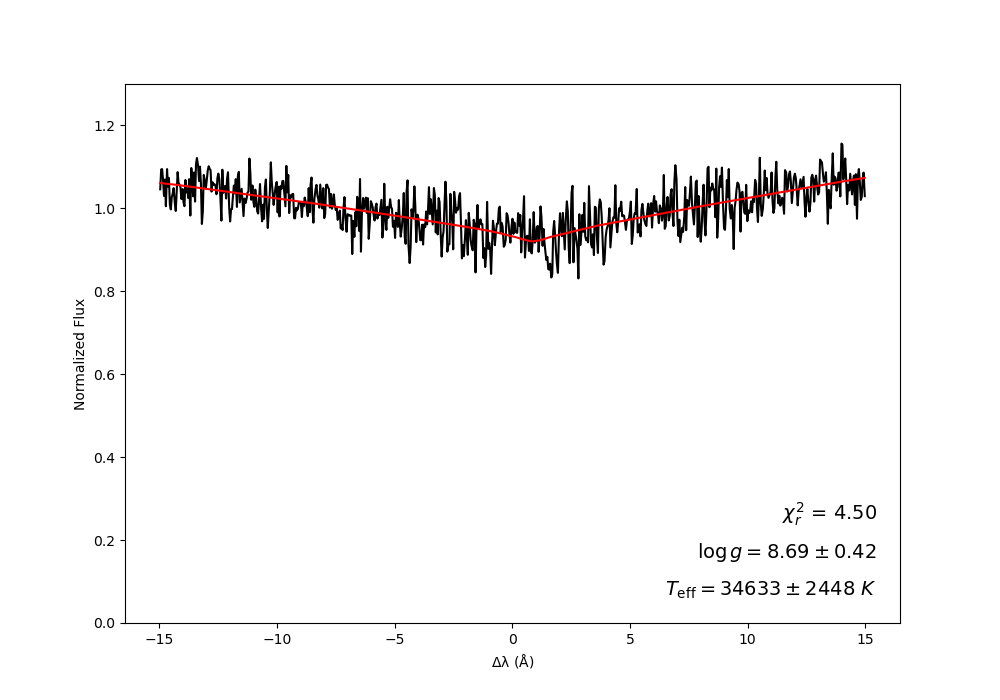 1.2
1.0
0.8
0.6
0.4
0.2
0.0
Normalized Flux
χ²ᵣ = 4.50
log g = 8.69 ± 0.42
T_eff = 34633 ± 2448 K
−15 −10 −5 0 5 10 15
Δλ (Å)